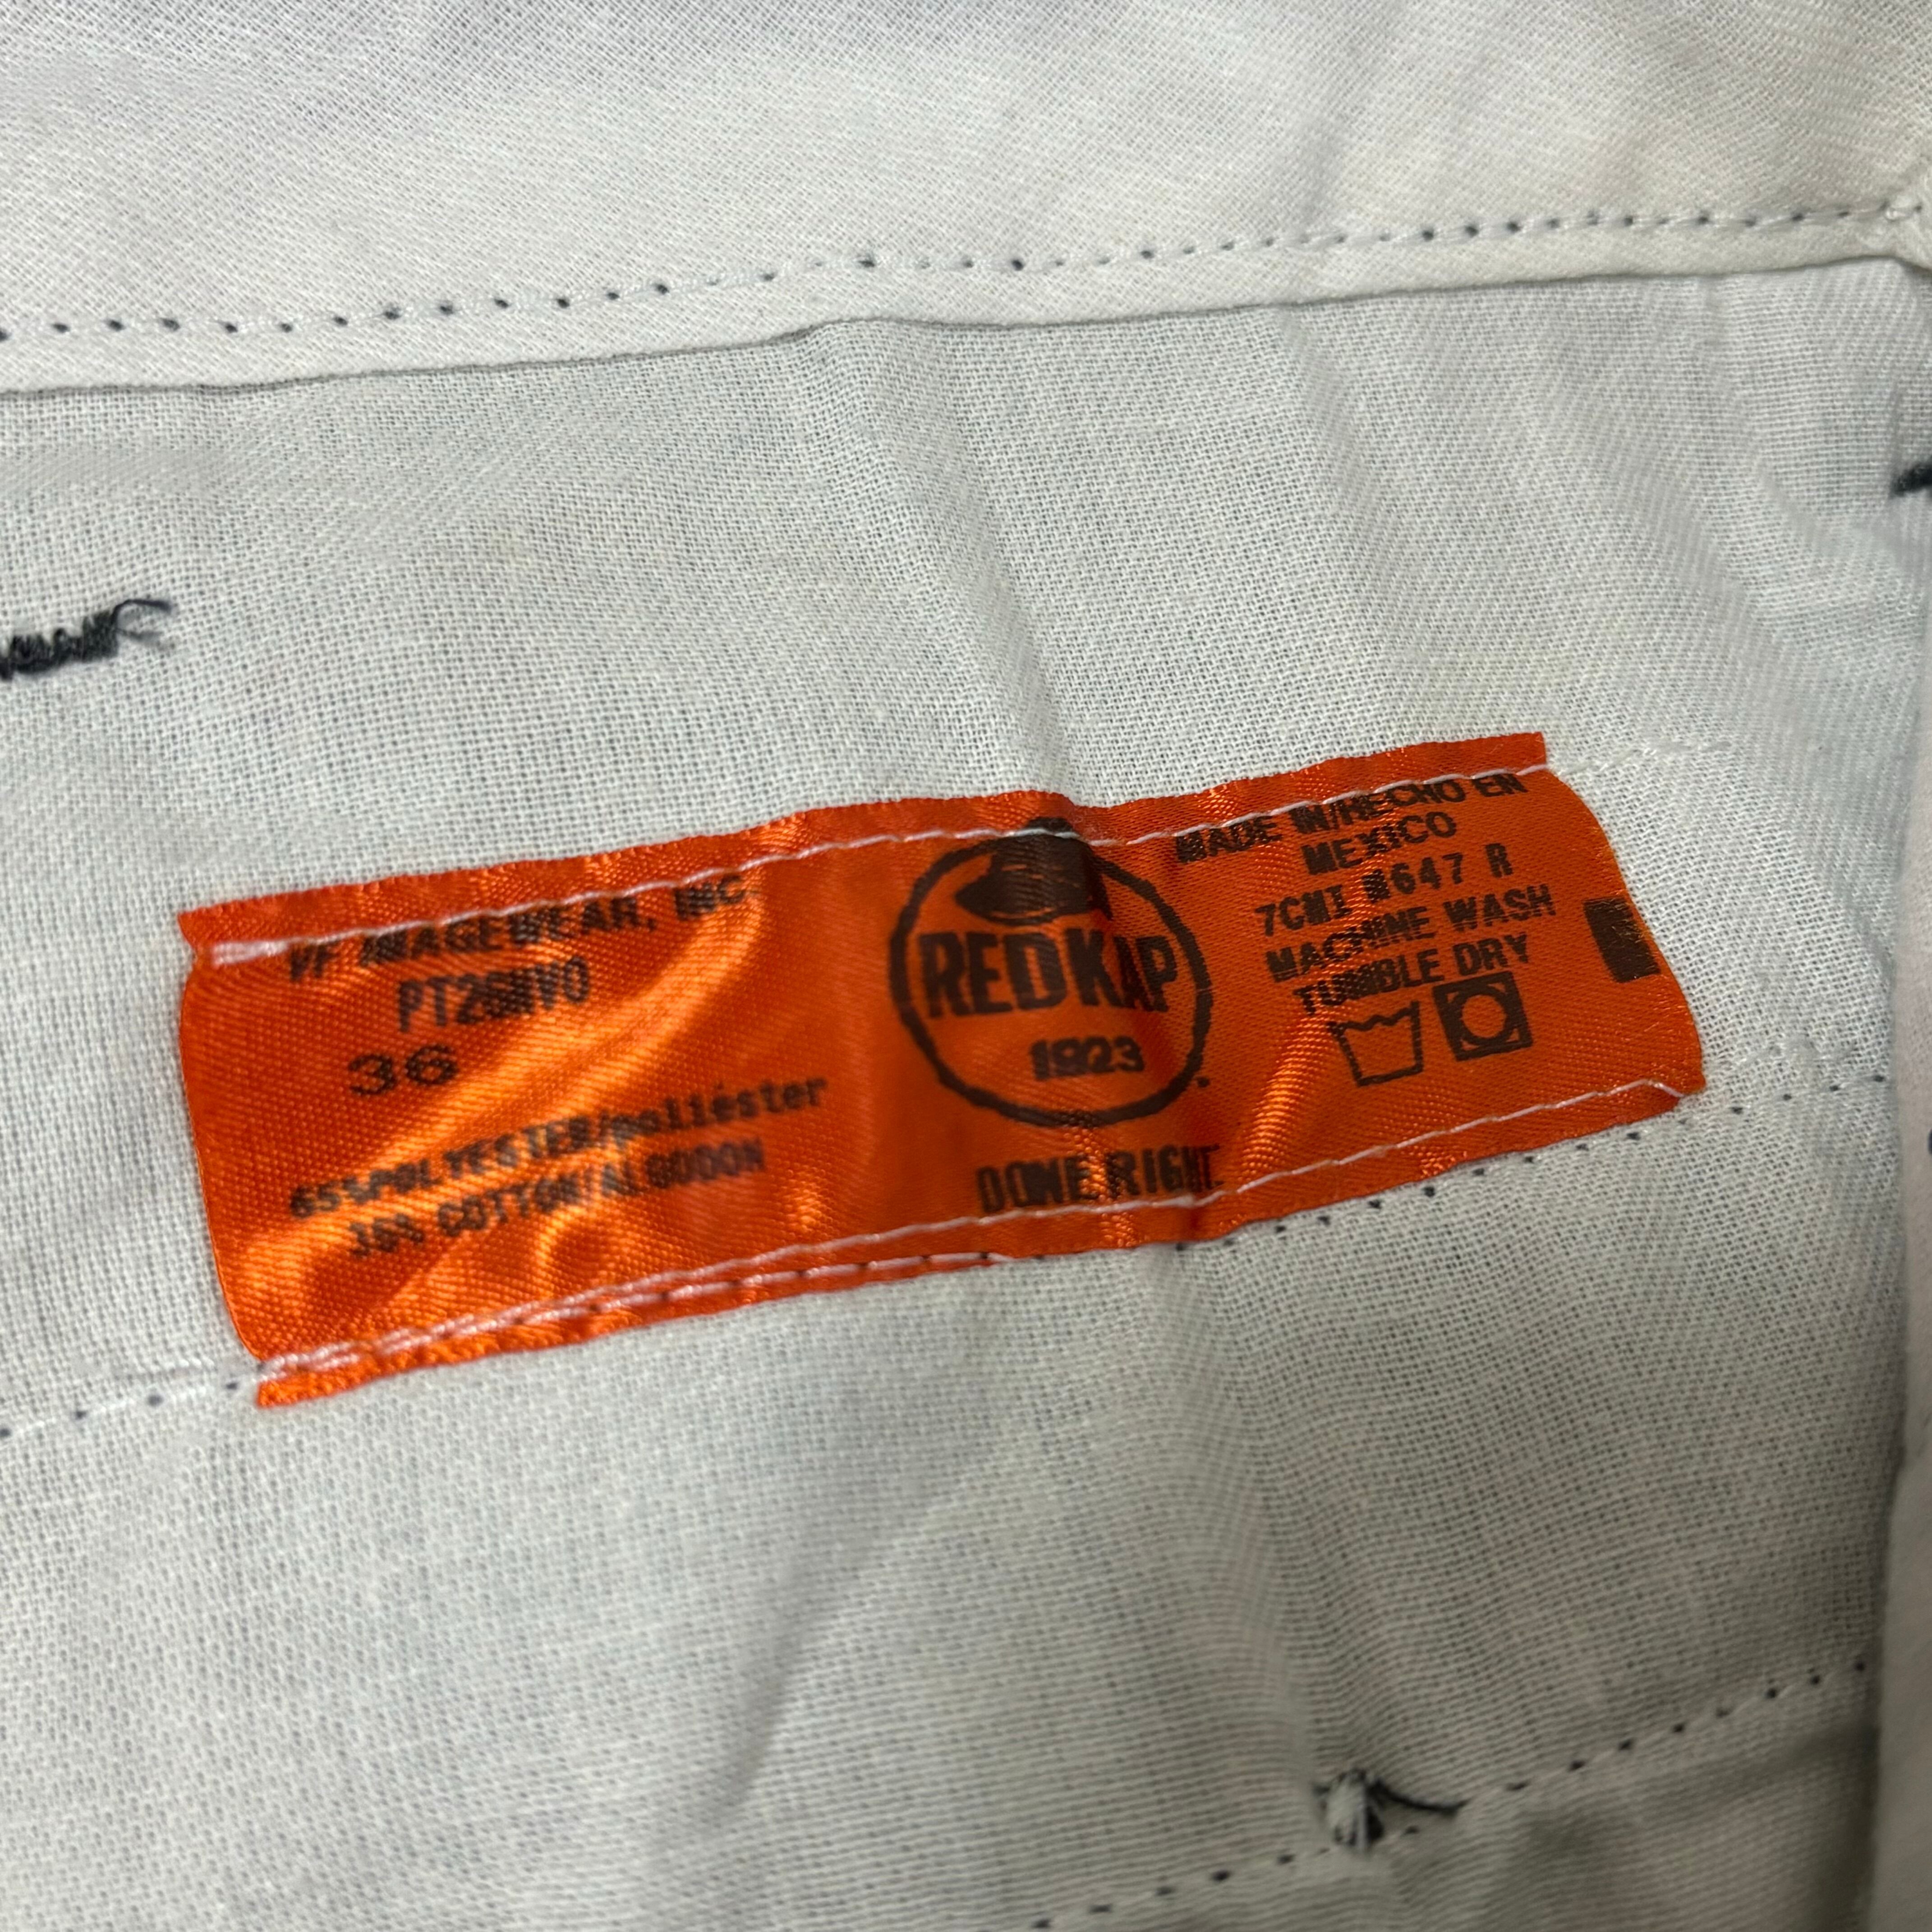 VF IMAGEWEAR, INC.
PT26NV0
36
65%POLYESTER/poliéster
35% COTTON/ALGODON
RED KAP
1923
DONE RIGHT.
MADE IN/HECHO EN
MEXICO
7CMI M647 R
MACHINE WASH
TUMBLE DRY